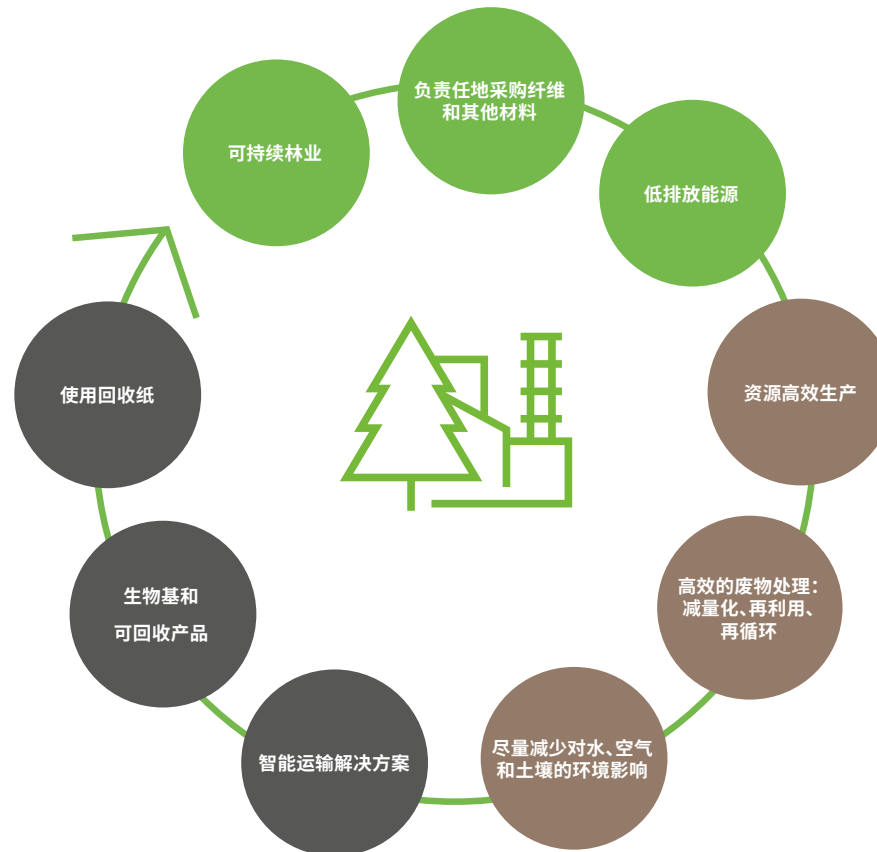 可持续林业
负责任地采购纤维
和其他材料
低排放能源
资源高效生产
高效的废物处理：
减量化、再利用、
再循环
尽量减少对水、空气
和土壤的环境影响
智能运输解决方案
生物基和
可回收产品
使用回收纸